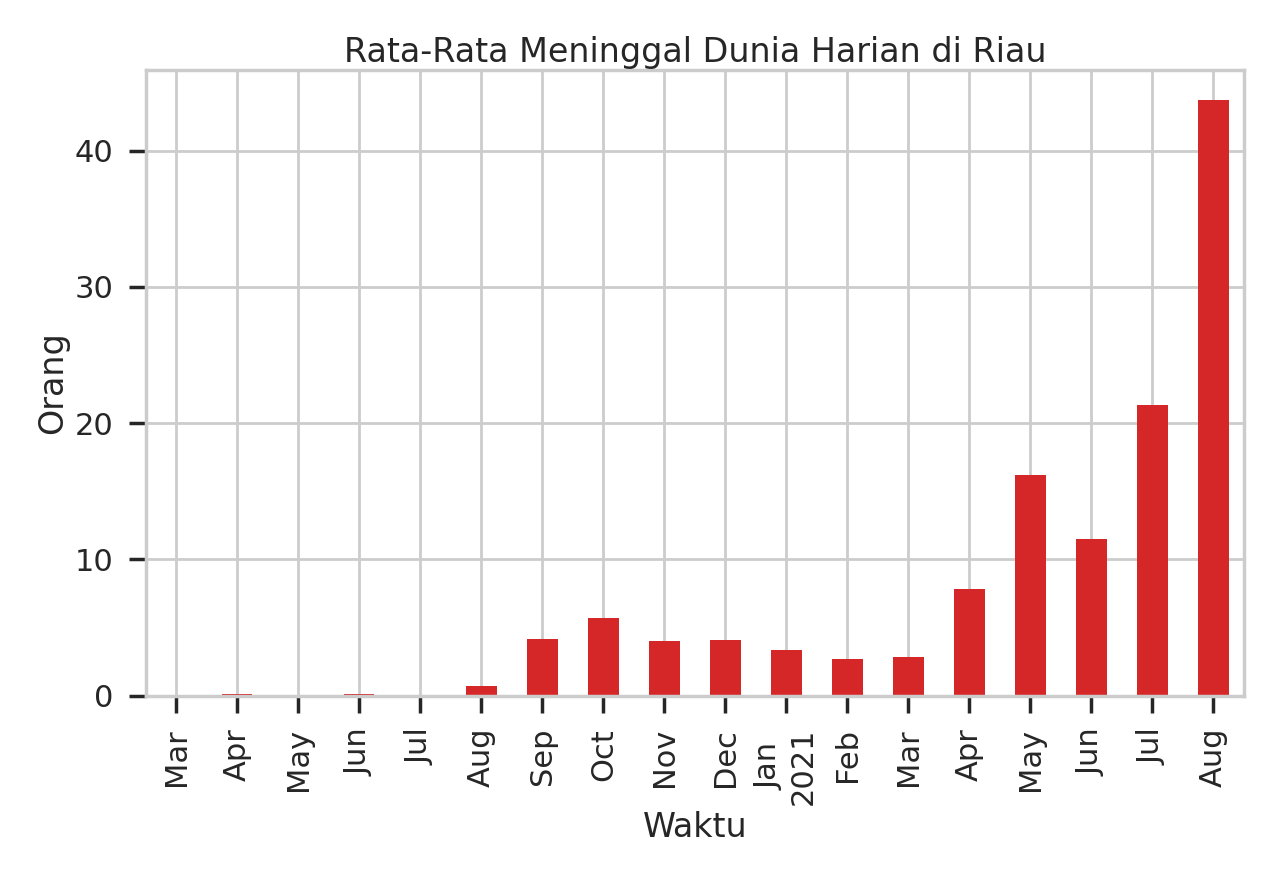 Rata-Rata Meninggal Dunia Harian di Riau
Orang
40
30
20
10
0
Mar
Apr
May
Jun
Jul
Aug
Sep
Oct
Nov
Dec
Jan
2021
Feb
Mar
Apr
May
Jun
Jul
Aug
Waktu